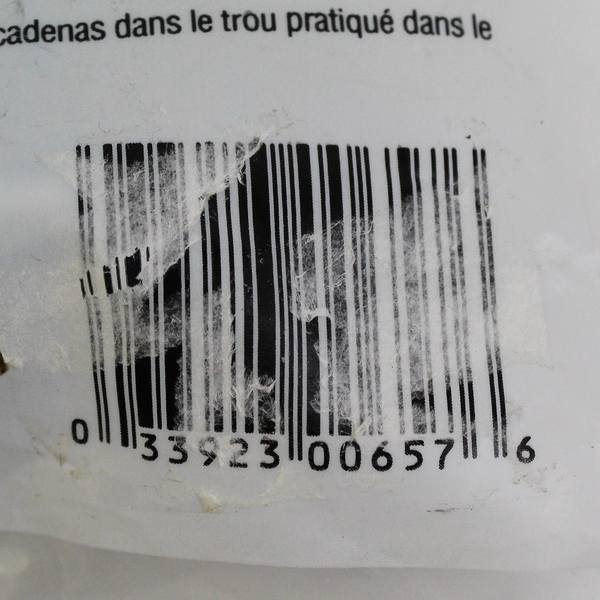 cadenas dans le trou pratiqué dans le
0 33923 00657 6